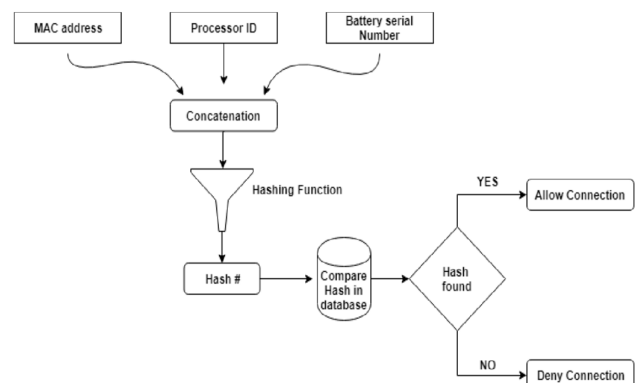 MAC address
Processor ID
Battery serial
Number
Concatenation
Hashing Function
Hash #
Compare
Hash in
database
Hash
found
YES
Allow Connection
NO
Deny Connection